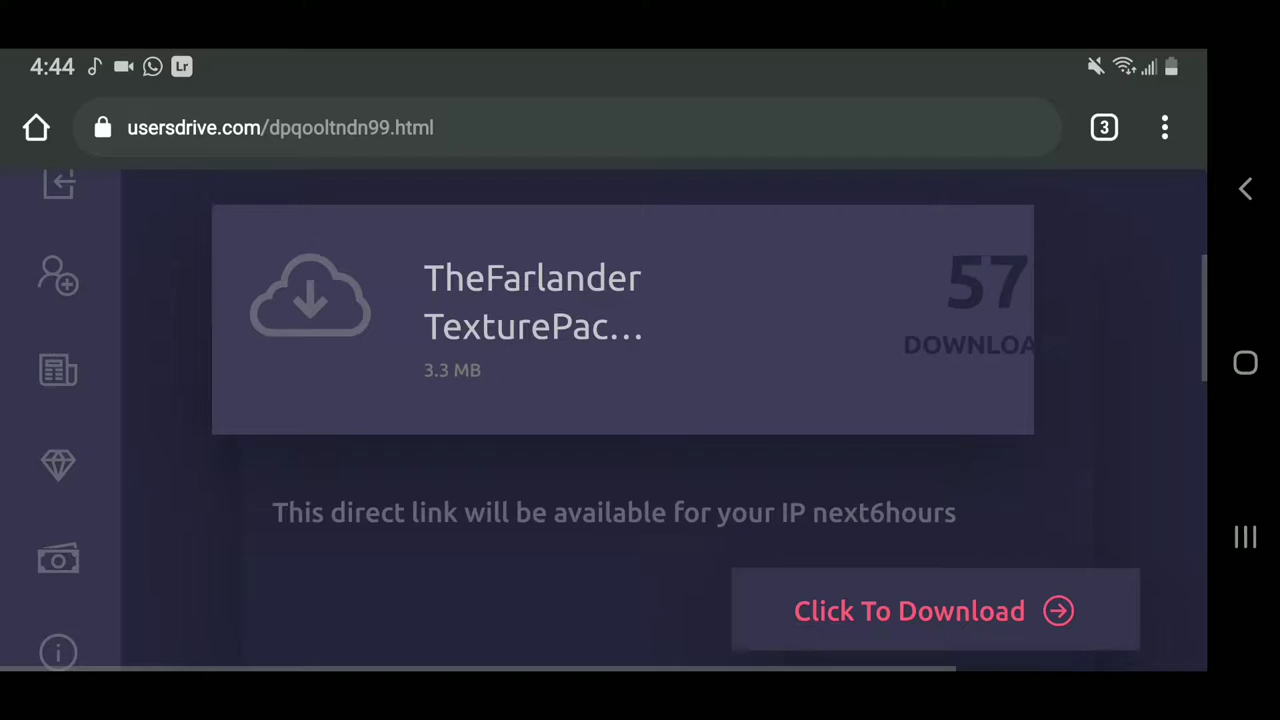 4:44
Lr
usersdrive.com/dpqooltndn99.html
3
TheFarlander
TexturePac...
3.3 MB
57
DOWNLOA
This direct link will be available for your IP next6hours
Click To Download